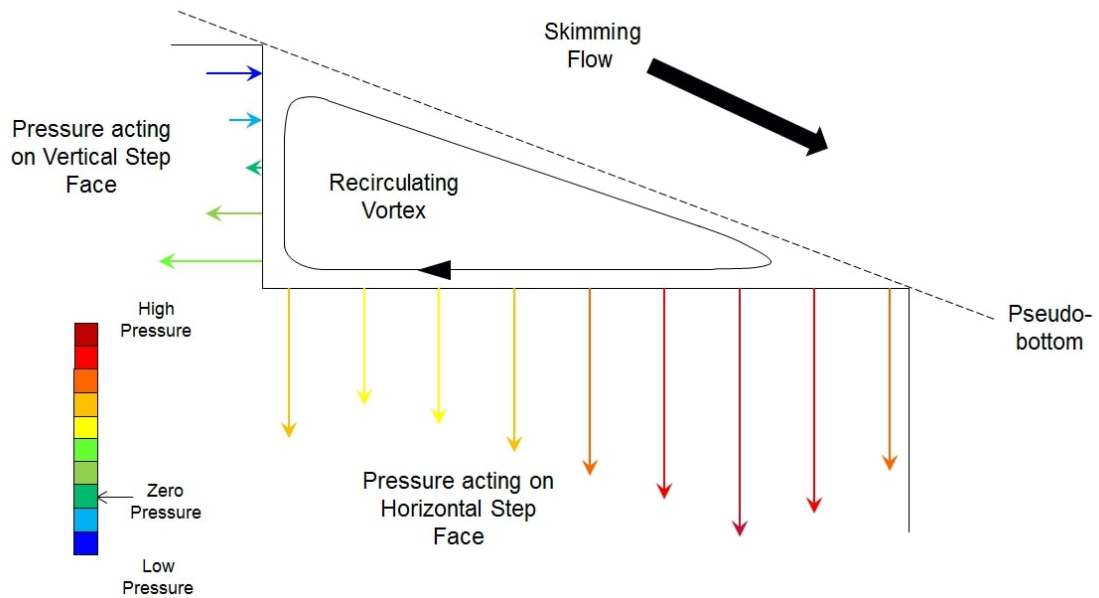 Skimming
Flow
Pressure acting
on Vertical Step
Face
Recirculating
Vortex
High
Pressure
Pseudo-
bottom
Zero
Pressure
Pressure acting on
Horizontal Step
Face
Low
Pressure